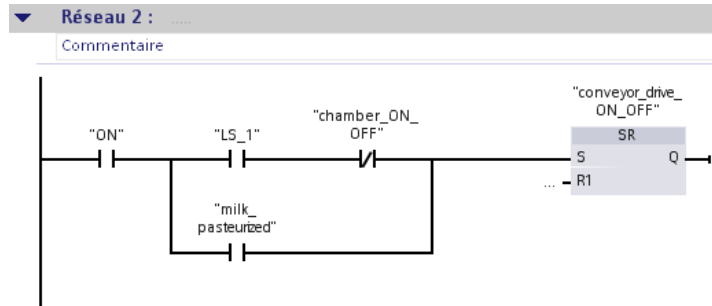 Réseau 2 : .....
Commentaire
"conveyor_drive_
ON_OFF"
"chamber_ON_
OFF"
"ON"
"LS_1"
SR
S
Q
... R1
"milk_
pasteurized"